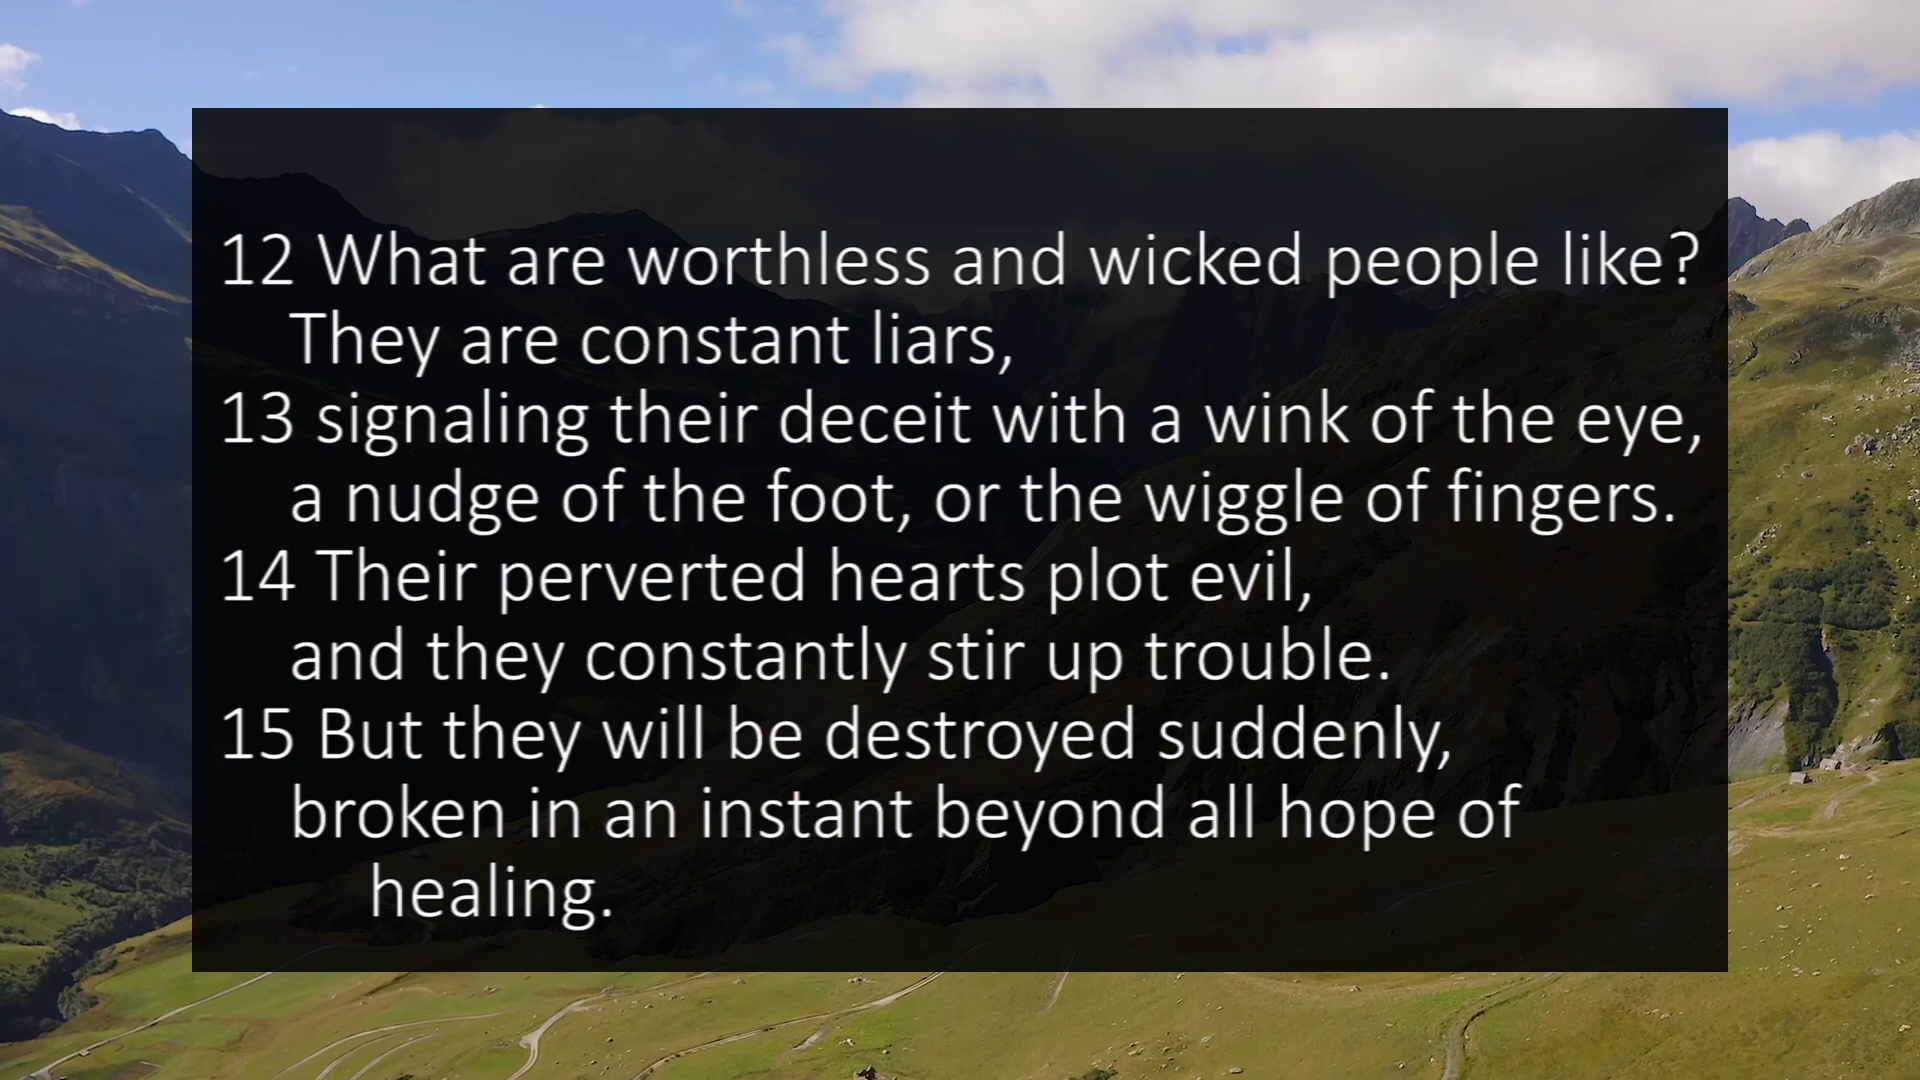 12 What are worthless and wicked people like?
They are constant liars,
13 signaling their deceit with a wink of the eye,
a nudge of the foot, or the wiggle of fingers.
14 Their perverted hearts plot evil,
and they constantly stir up trouble.
15 But they will be destroyed suddenly,
broken in an instant beyond all hope of
healing.